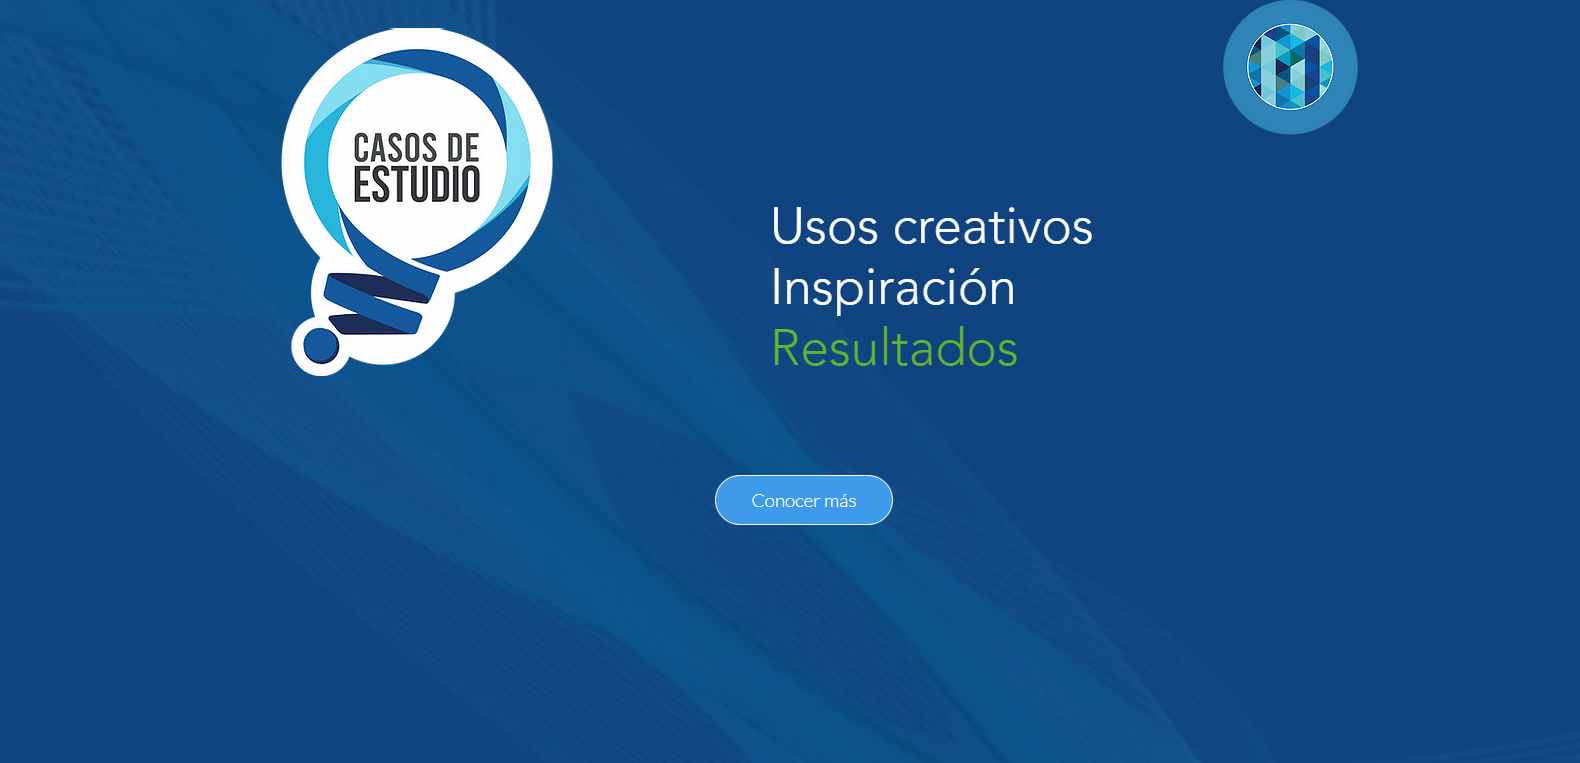 CASOS DE
ESTUDIO
Usos creativos
Inspiración
Resultados
Conocer más